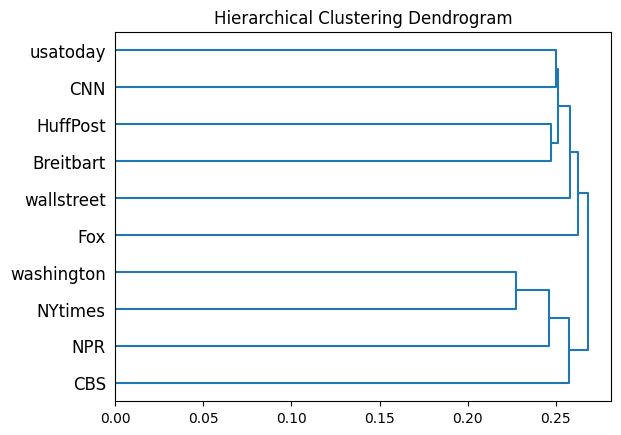 Hierarchical Clustering Dendrogram
usatoday
CNN
HuffPost
Breitbart
wallstreet
Fox
washington
NYtimes
NPR
CBS
0.00 0.05 0.10 0.15 0.20 0.25